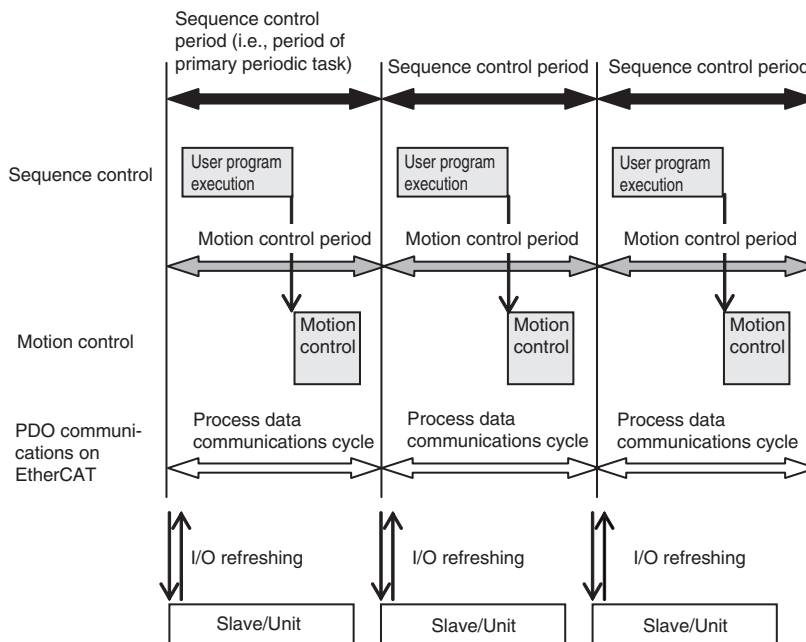 Sequence control
period (i.e., period of
primary periodic task)
Sequence control period
Sequence control period
Sequence control
User program
execution
User program
execution
User program
execution
Motion control period
Motion control period
Motion control period
Motion control
Motion
control
Motion
control
Motion
control
PDO communi-
cations on
EtherCAT
Process data
communications cycle
Process data
communications cycle
Process data
communications cycle
I/O refreshing
I/O refreshing
I/O refreshing
Slave/Unit
Slave/Unit
Slave/Unit